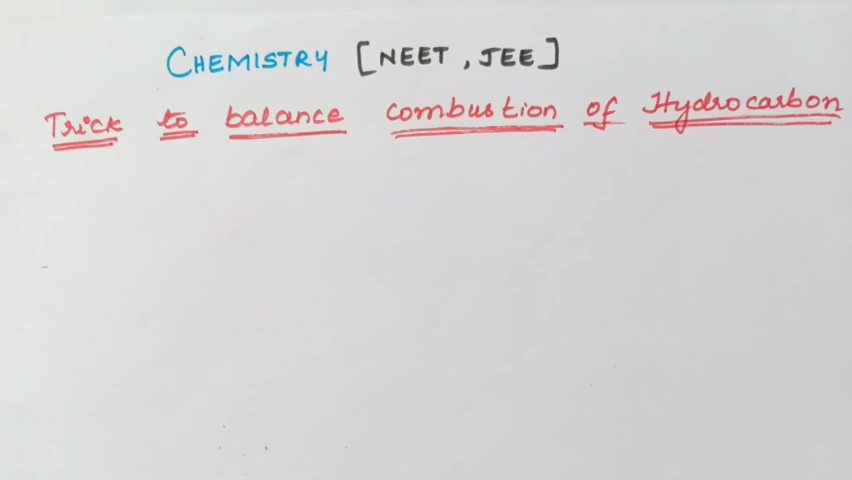 CHEMISTRY [NEET, JEE]
Trick to balance combustion of Hydrocarbon